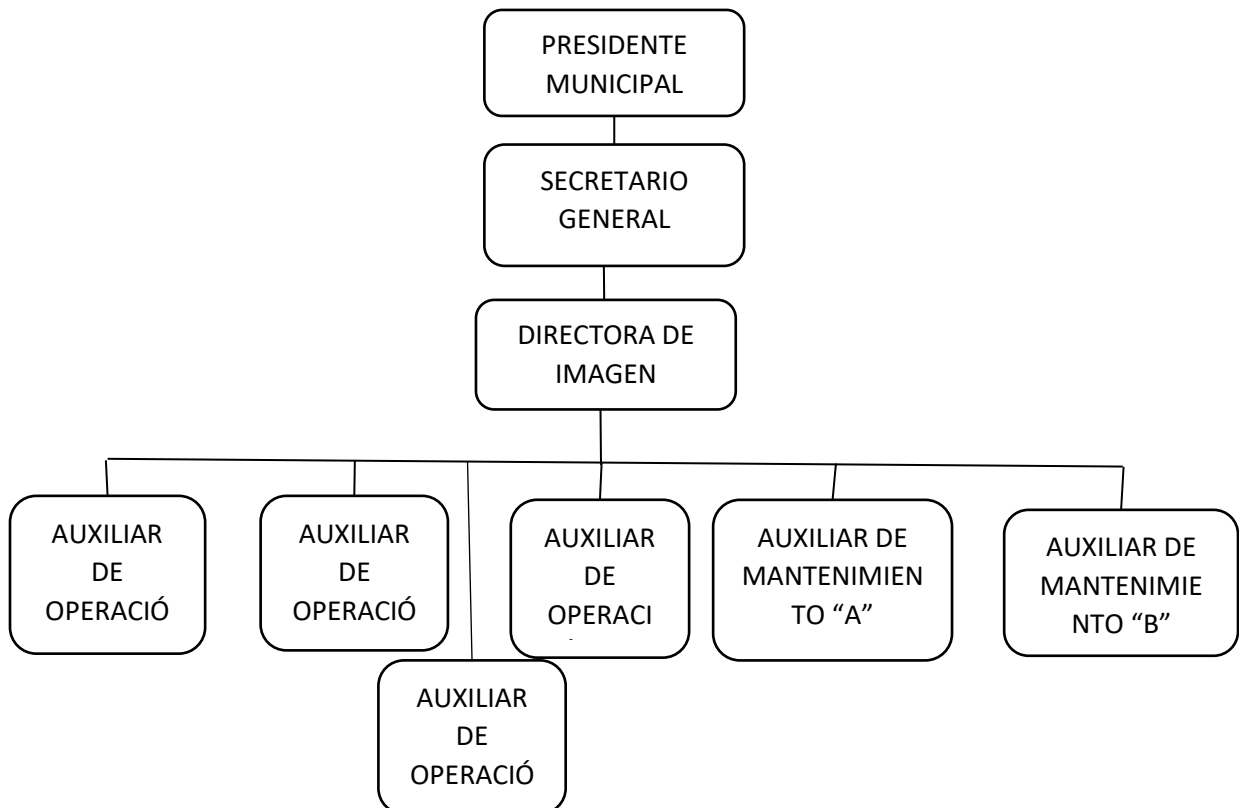 PRESIDENTE
MUNICIPAL
SECRETARIO
GENERAL
DIRECTORA DE
IMAGEN
AUXILIAR
DE
OPERACIÓ
AUXILIAR
DE
OPERACIÓ
AUXILIAR
DE
OPERACI
AUXILIAR DE
MANTENIMIEN
TO “A”
AUXILIAR DE
MANTENIMIE
NTO “B”
AUXILIAR
DE
OPERACIÓ